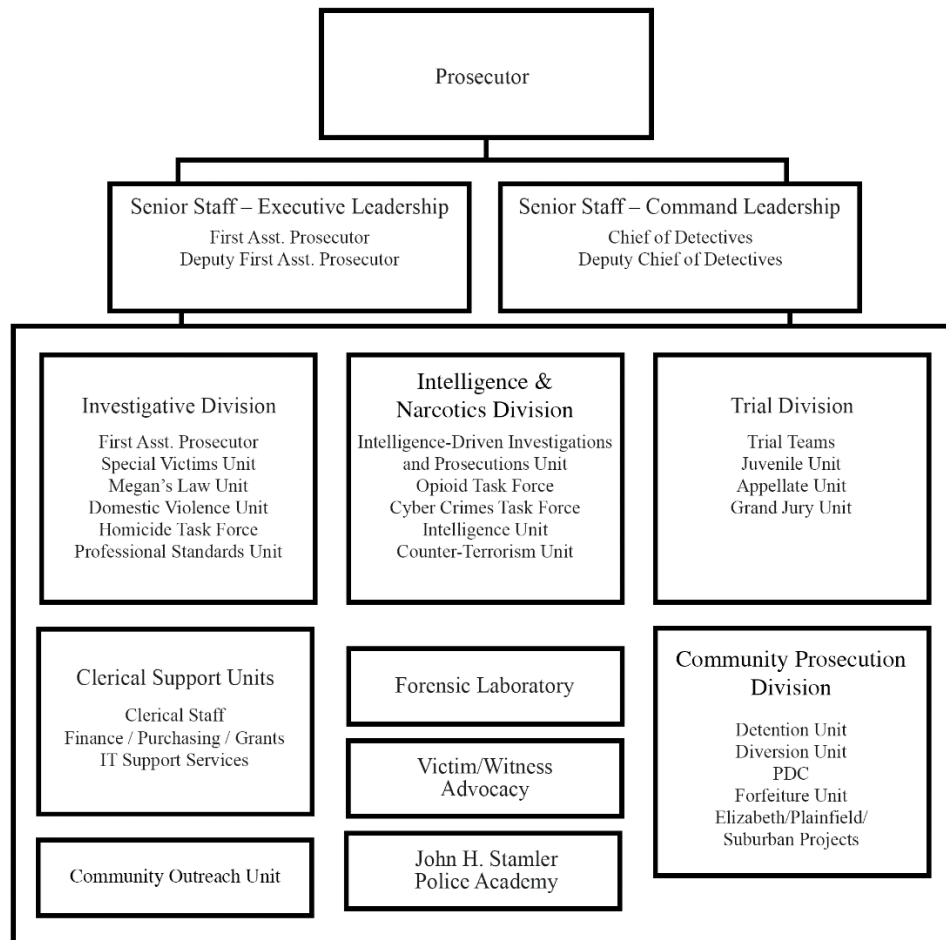 Prosecutor
Senior Staff – Executive Leadership
First Asst. Prosecutor
Deputy First Asst. Prosecutor
Senior Staff – Command Leadership
Chief of Detectives
Deputy Chief of Detectives
Investigative Division
First Asst. Prosecutor
Special Victims Unit
Megan’s Law Unit
Domestic Violence Unit
Homicide Task Force
Professional Standards Unit
Intelligence &
Narcotics Division
Intelligence-Driven Investigations
and Prosecutions Unit
Opioid Task Force
Cyber Crimes Task Force
Intelligence Unit
Counter-Terrorism Unit
Trial Division
Trial Teams
Juvenile Unit
Appellate Unit
Grand Jury Unit
Clerical Support Units
Clerical Staff
Finance / Purchasing / Grants
IT Support Services
Forensic Laboratory
Victim/Witness
Advocacy
Community Prosecution
Division
Detention Unit
Diversion Unit
PDC
Forfeiture Unit
Elizabeth/Plainfield/
Suburban Projects
Community Outreach Unit
John H. Stamler
Police Academy